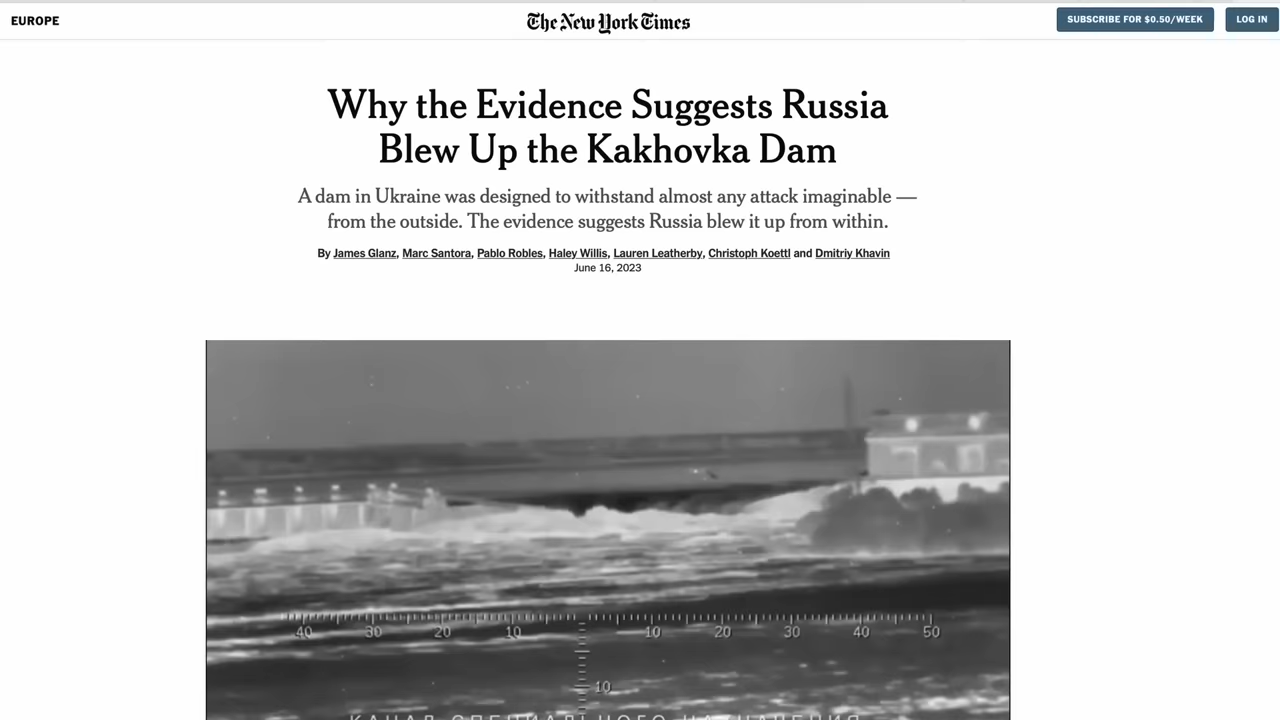 EUROPE
The New York Times
SUBSCRIBE FOR $0.50/WEEK
LOG IN
Why the Evidence Suggests Russia
Blew Up the Kakhovka Dam
A dam in Ukraine was designed to withstand almost any attack imaginable —
from the outside. The evidence suggests Russia blew it up from within.
By James Glanz, Marc Santora, Pablo Robles, Haley Willis, Lauren Leatherby, Christoph Koettl and Dmitriy Khavin
June 16, 2023
40 30 20 10 10 20 30 40 50
10
КАНАЛ СПЕЦИАЛЬНОГО НАЗНАЧЕНИЯ